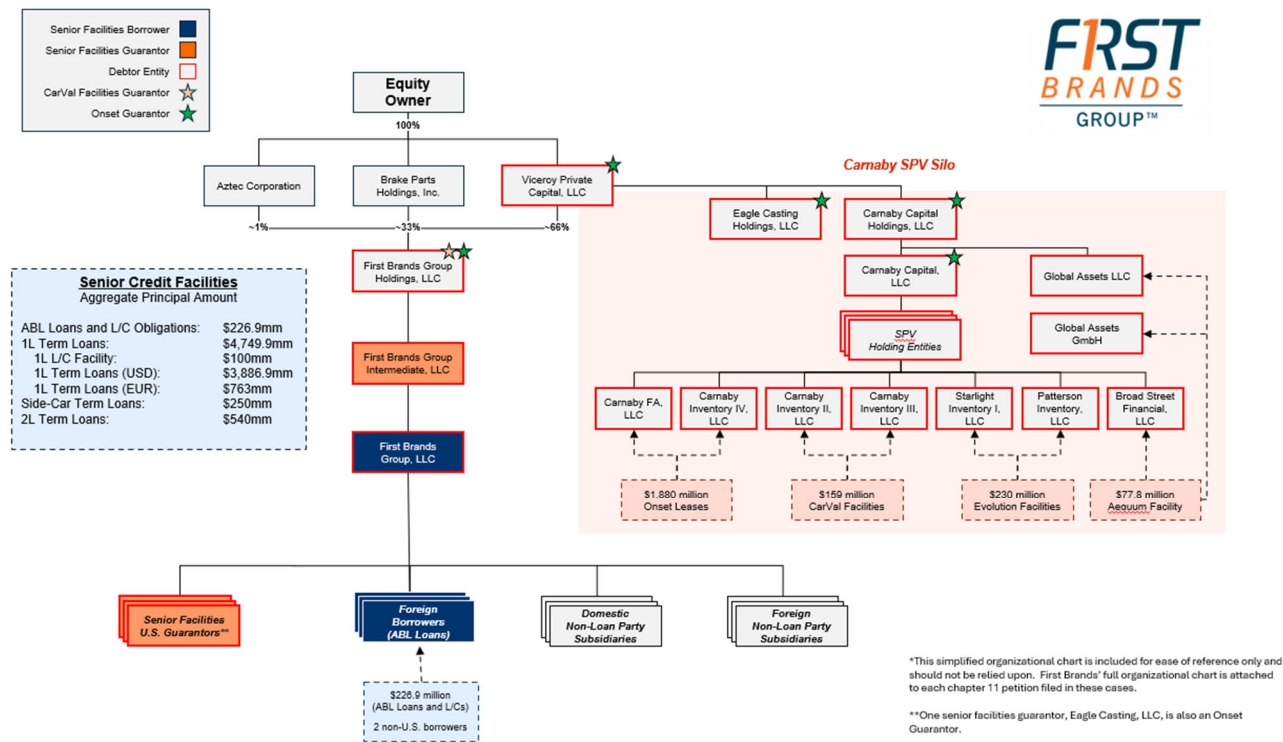 Senior Facilities Borrower
Senior Facilities Guarantor
Debtor Entity
CarVal Facilities Guarantor
Onset Guarantor
F1RST
BRANDS
GROUP™
Equity
Owner
100%
Aztec Corporation
Brake Parts
Holdings, Inc.
Viceroy Private
Capital, LLC
~1%
~33%
~66%
Carnaby SPV Silo
Eagle Casting
Holdings, LLC
Carnaby Capital
Holdings, LLC
First Brands Group
Holdings, LLC
Carnaby Capital,
LLC
Global Assets LLC
Senior Credit Facilities
Aggregate Principal Amount
ABL Loans and L/C Obligations: $226.9mm
1L Term Loans: $4,749.9mm
1L L/C Facility: $100mm
1L Term Loans (USD) $3,886.9mm
1L Term Loans (EUR) $763mm
Side-Car Term Loans: $250mm
2L Term Loans: $540mm
SPV
Holding Entities
Global Assets
GmbH
First Brands Group
Intermediate, LLC
Carnaby FA,
LLC
Carnaby
Inventory IV,
LLC
Carnaby
Inventory II,
LLC
Carnaby
Inventory III,
LLC
Starlight
Inventory I,
LLC
Patterson
Inventory,
LLC
Broad Street
Financial,
LLC
First Brands
Group, LLC
$1.880 million
Onset Leases
$159 million
CarVal Facilities
$230 million
Evolution Facilities
$77.8 million
Aequum Facility
Senior Facilities
U.S. Guarantors**
Foreign
Borrowers
(ABL Loans)
Domestic
Non-Loan Party
Subsidiaries
Foreign
Non-Loan Party
Subsidiaries
$226.9 million
(ABL Loans and L/Cs)
2 non-U.S. borrowers
*This simplified organizational chart is included for ease of reference only and
should not be relied upon. First Brands' full organizational chart is attached
to each chapter 11 petition filed in these cases.
**One senior facilities guarantor, Eagle Casting, LLC, is also an Onset
Guarantor.